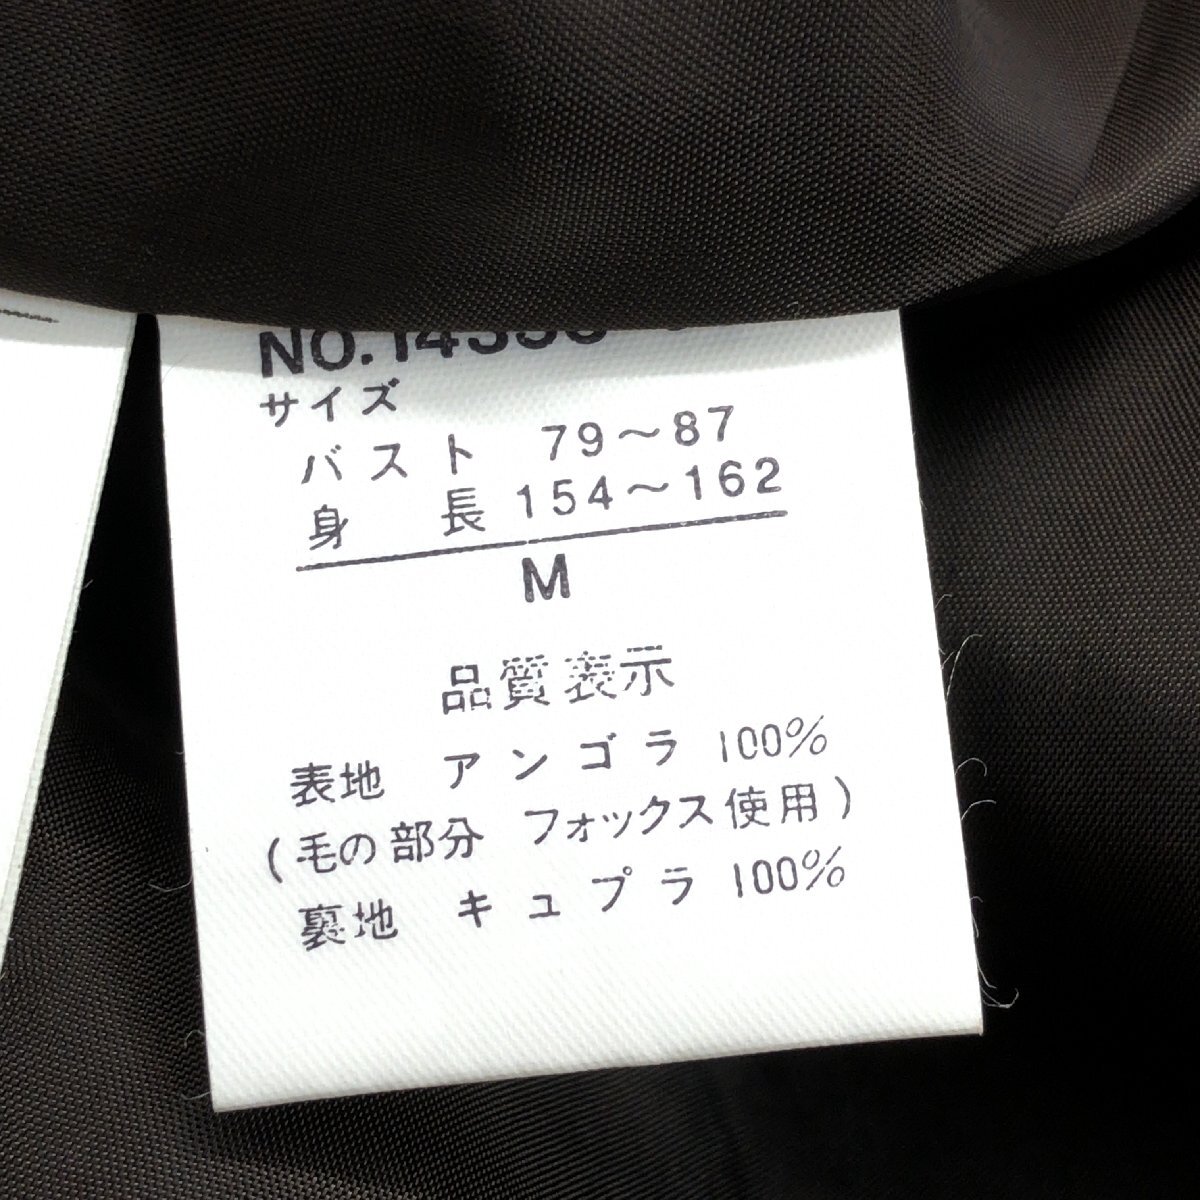 NO.
サイズ
バスト 79～87
身長 154～162
M
品質表示
表地 アンゴラ 100%
(毛の部分 フォックス使用)
裏地 キュプラ 100%